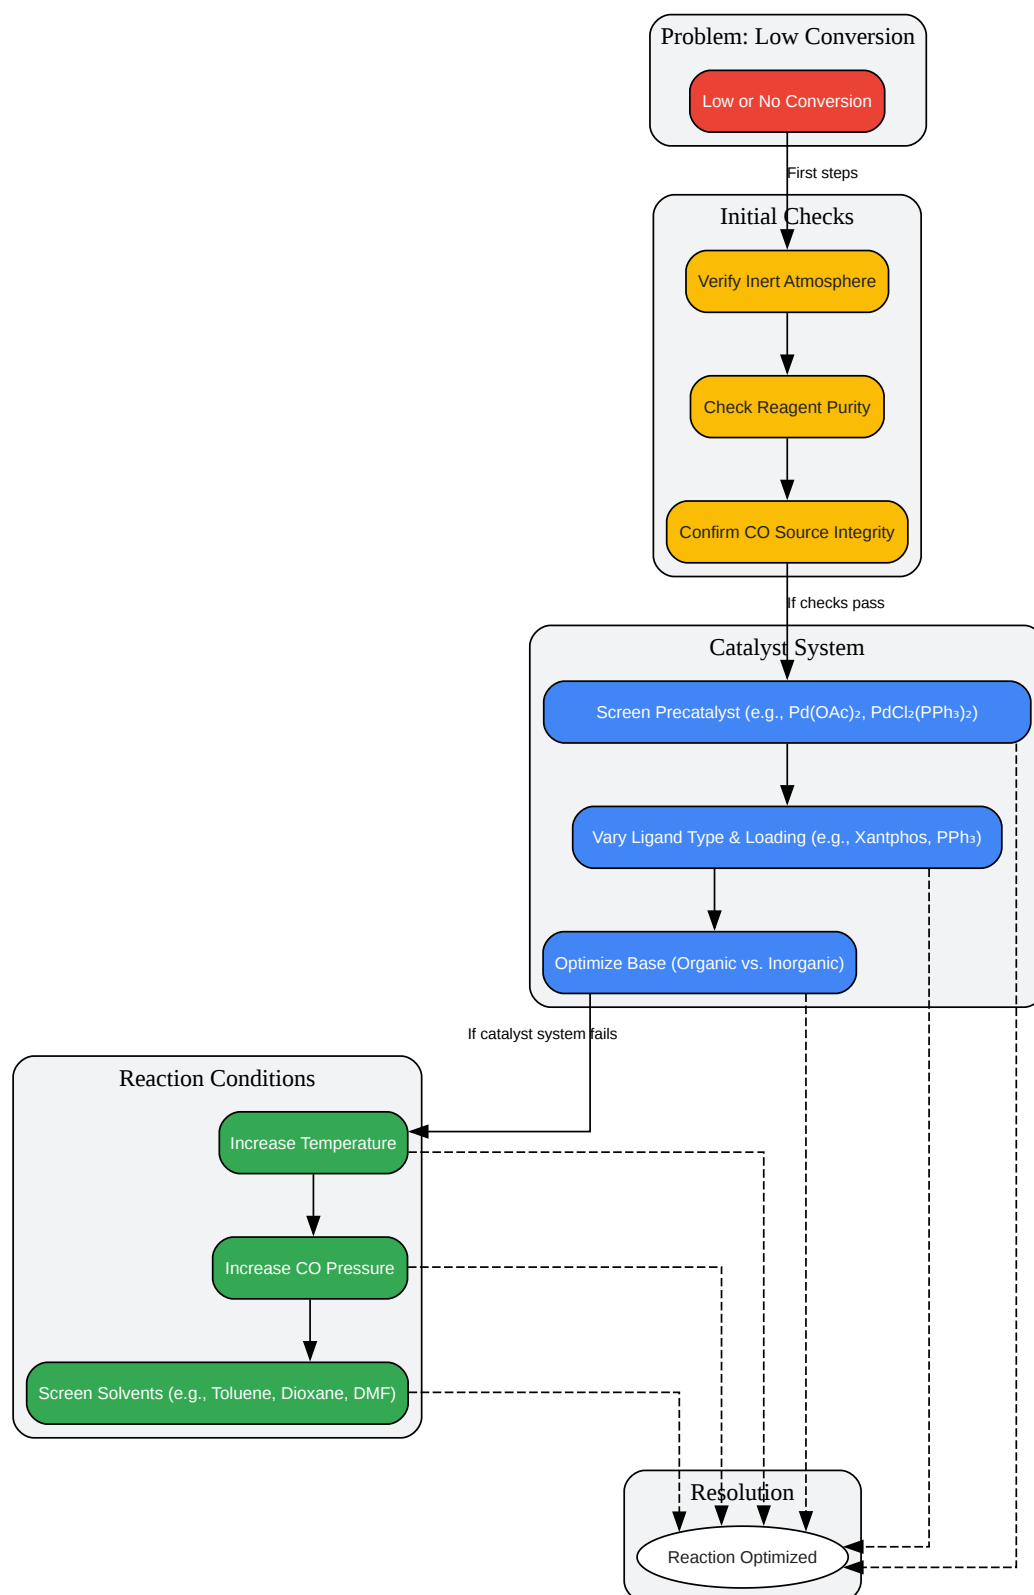 Problem: Low Conversion
Low or No Conversion
First steps
Initial Checks
Verify Inert Atmosphere
Check Reagent Purity
Confirm CO Source Integrity
If checks pass
Catalyst System
Screen Precatalyst (e.g., Pd(OAc)₂, PdCl₂(PPh₃)₂)
Vary Ligand Type & Loading (e.g., Xantphos, PPh₃)
Optimize Base (Organic vs. Inorganic)
If catalyst system fails
Reaction Conditions
Increase Temperature
Increase CO Pressure
Screen Solvents (e.g., Toluene, Dioxane, DMF)
Resolution
Reaction Optimized